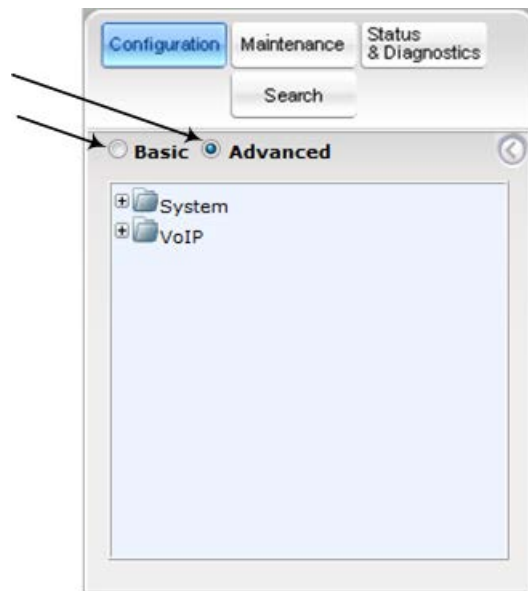 Configuration
Maintenance
Status
& Diagnostics
Search
Basic
Advanced
System
VoIP